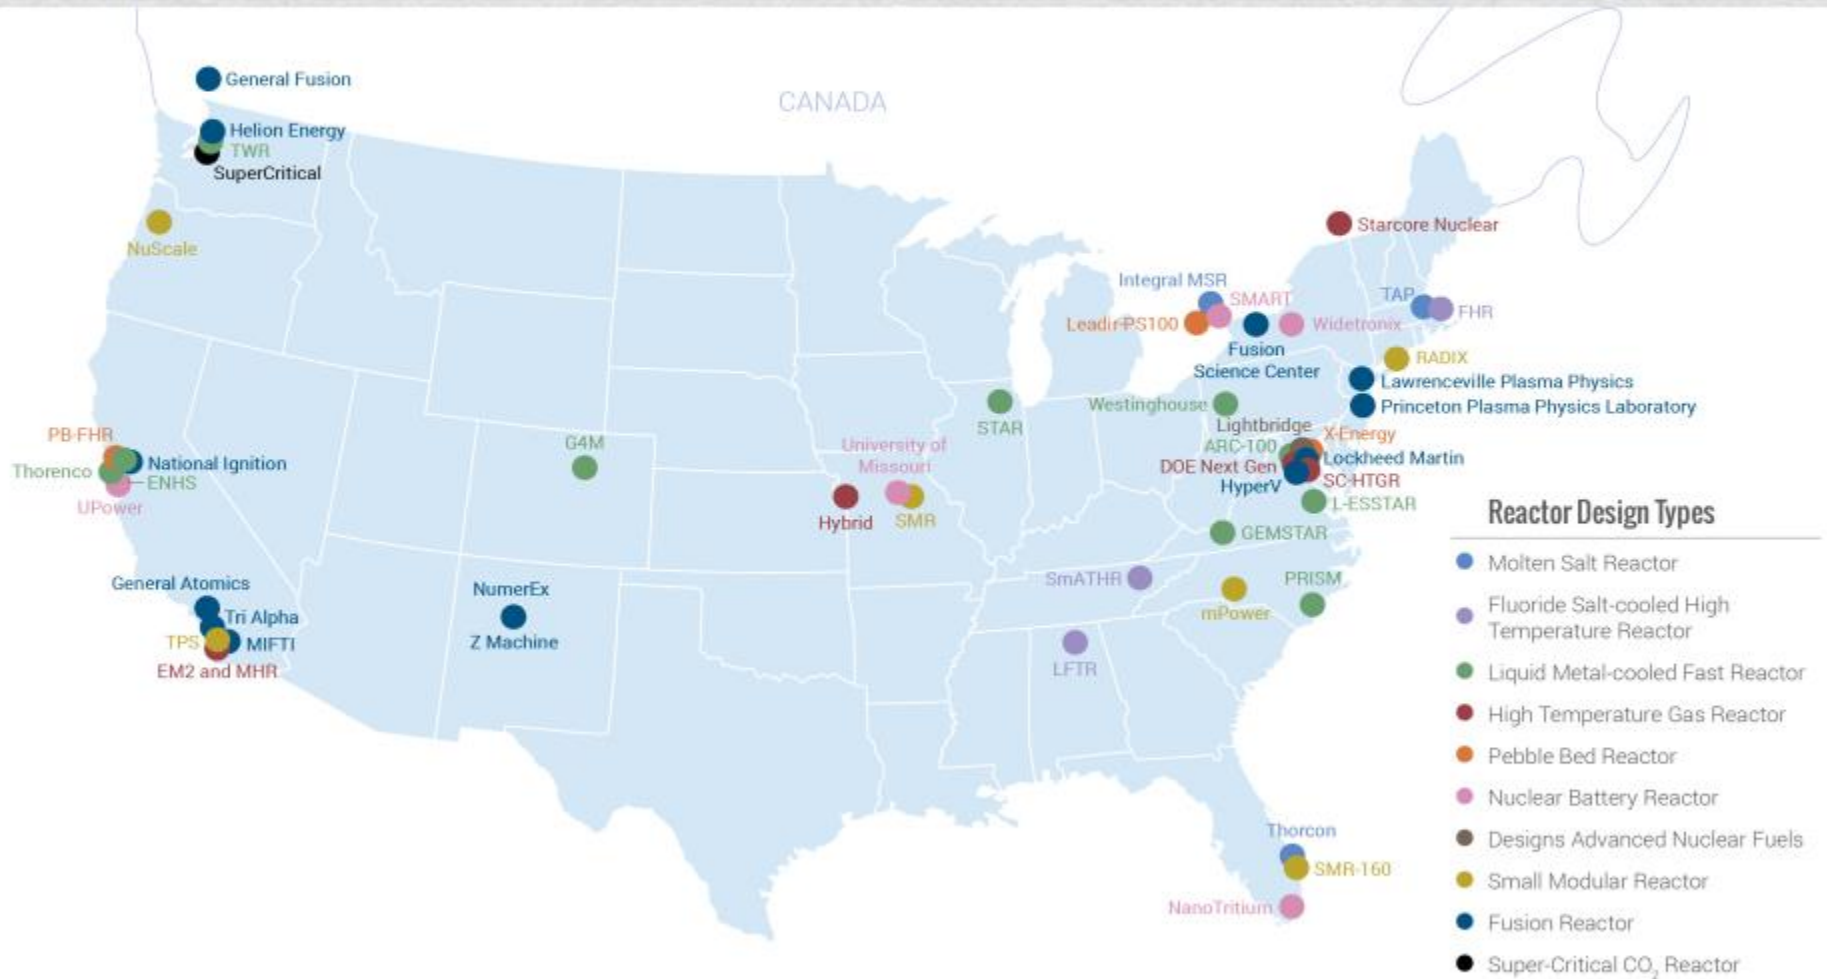 CANADA
General Fusion
Helion Energy
TWR
SuperCritical
NuScale
Starcore Nuclear
Integral MSR
SMART
Leadir-PS100
Widetronix
TAP
FHR
Fusion
Science Center
RADIX
Lawrenceville Plasma Physics
Princeton Plasma Physics Laboratory
Westinghouse
STAR
Lightbridge
X-Energy
ARC-100
Lockheed Martin
DOE Next Gen
SC-HTGR
HyperV
L-ESSTAR
GEMSTAR
PB-FHR
National Ignition
Thorenco
ENHS
UPower
G4M
University of
Missouri
Hybrid
SMR
SmATHR
PRISM
mPower
LFTR
General Atomics
Tri Alpha
TPS
MIFTI
EM2 and MHR
NumerEx
Z Machine
Thorcon
SMR-160
NanoTritium
Reactor Design Types
Molten Salt Reactor
Fluoride Salt-cooled High
Temperature Reactor
Liquid Metal-cooled Fast Reactor
High Temperature Gas Reactor
Pebble Bed Reactor
Nuclear Battery Reactor
Designs Advanced Nuclear Fuels
Small Modular Reactor
Fusion Reactor
Super-Critical CO₂ Reactor